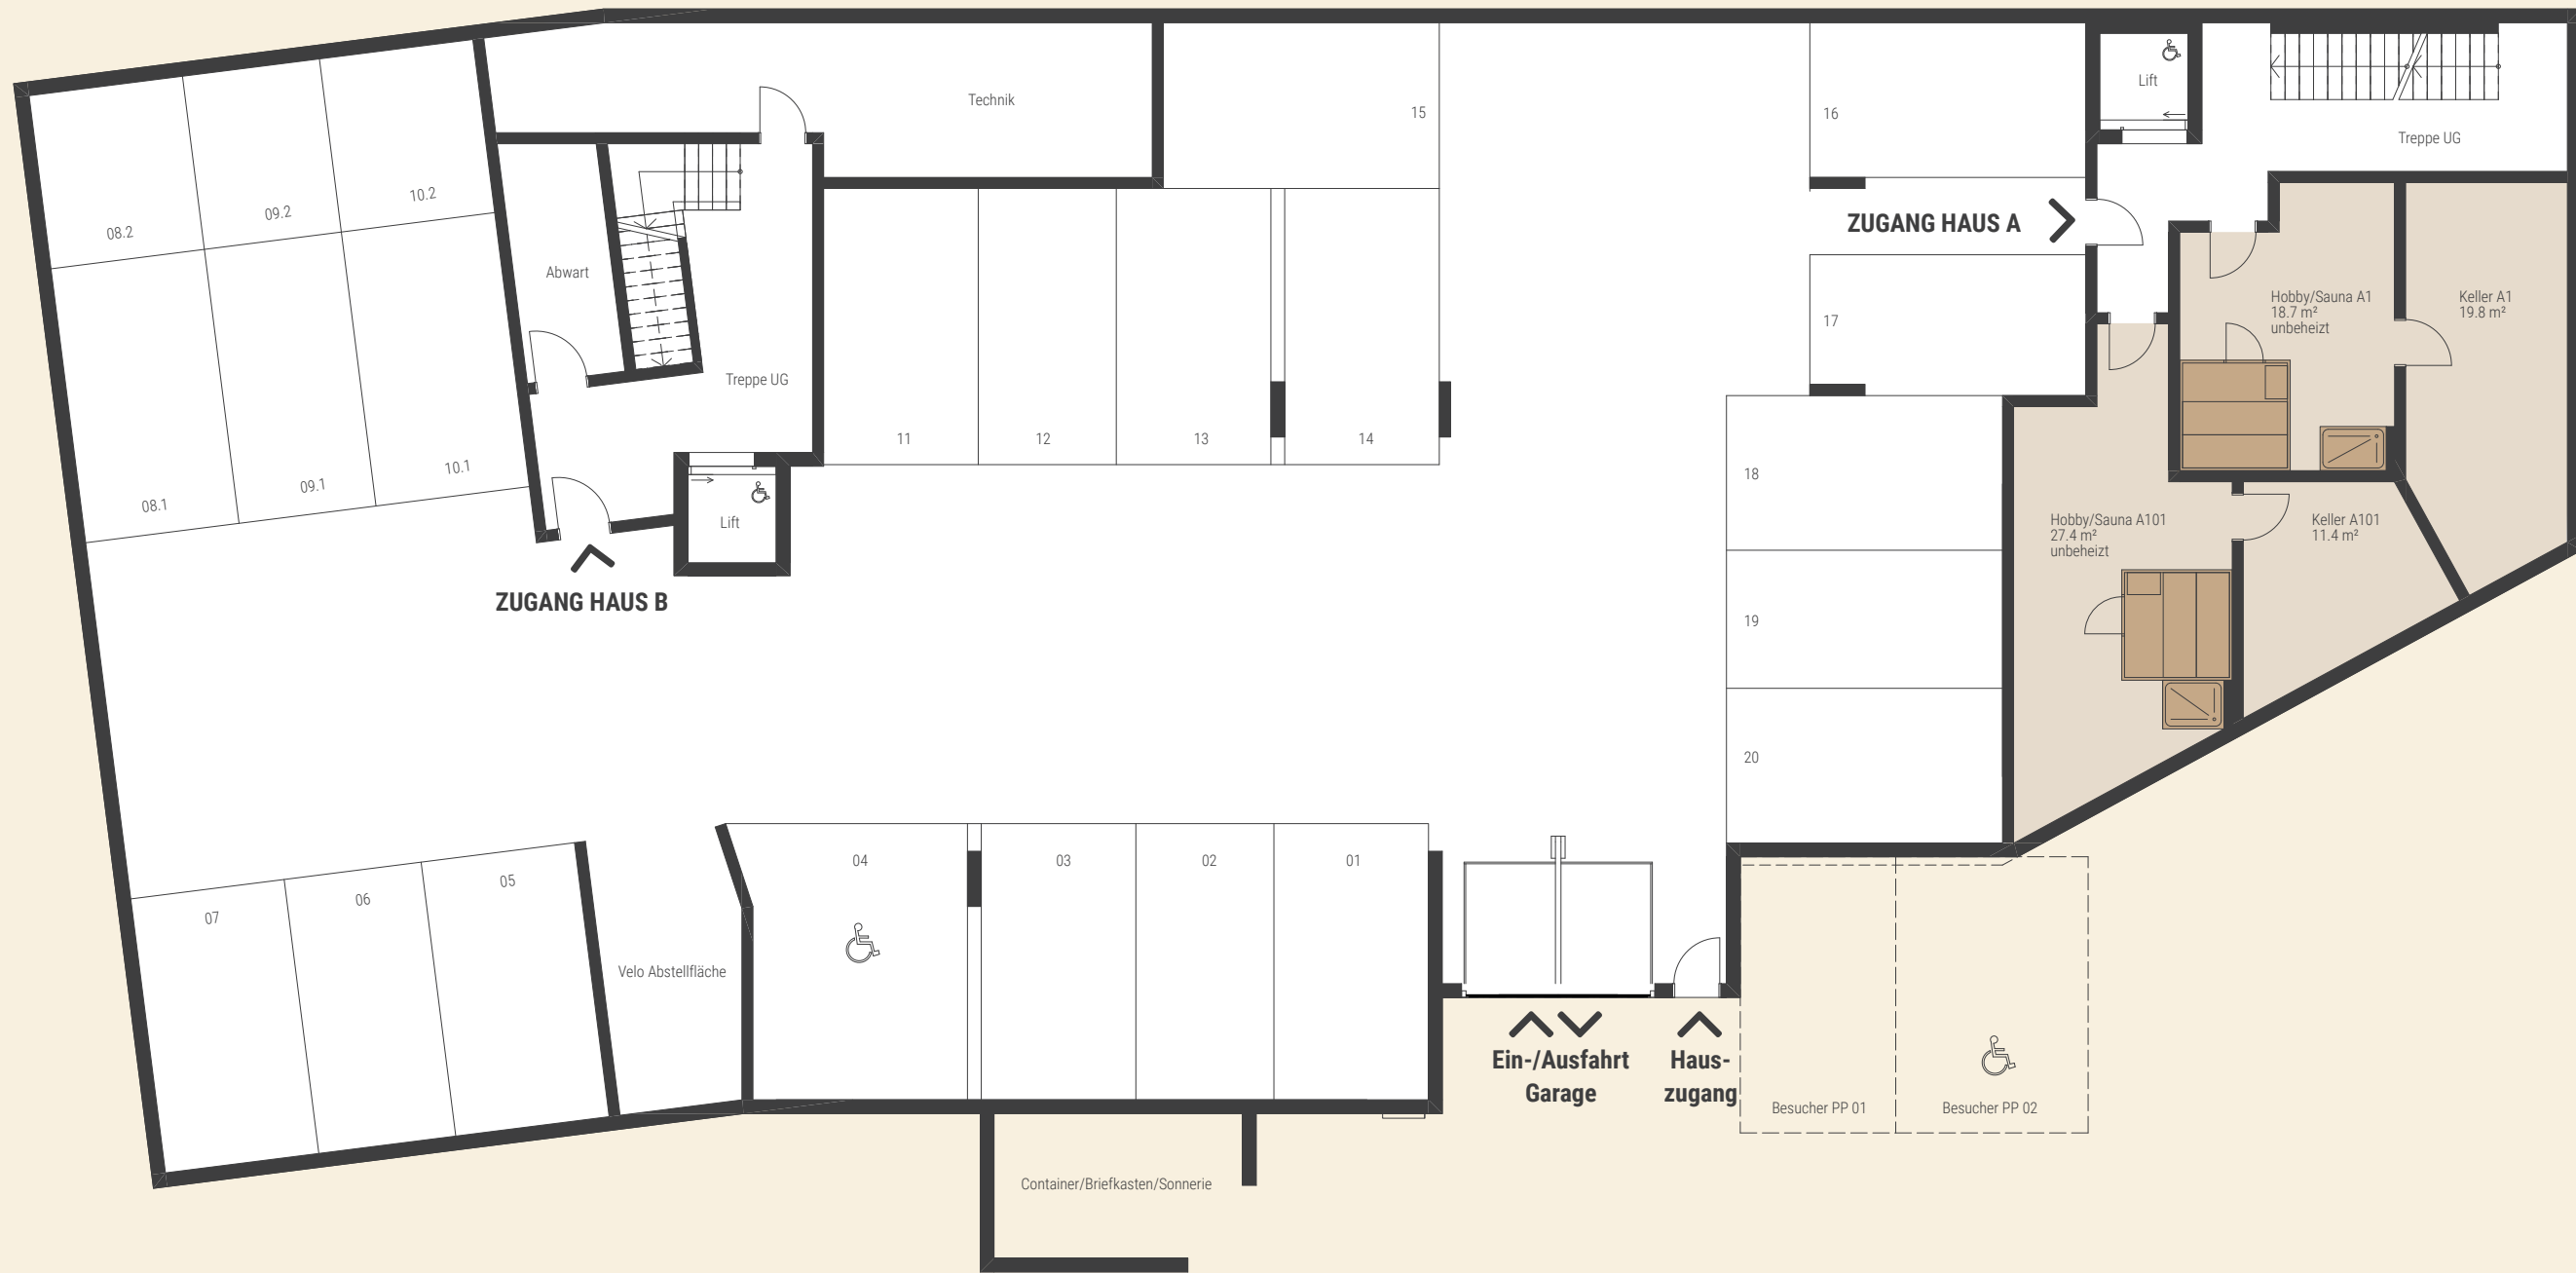 Technik
15
16
Lift
Treppe UG
08.2
09.2
10.2
ZUGANG HAUS A
Abwart
Hobby/Sauna A1
18.7 m²
unbeheizt
Keller A1
19.8 m²
17
Treppe UG
11
12
13
14
08.1
09.1
10.1
18
Lift
Hobby/Sauna A101
27.4 m²
unbeheizt
Keller A101
11.4 m²
ZUGANG HAUS B
19
20
07
06
05
04
03
02
01
Velo Abstellfläche
Ein-/Ausfahrt
Garage
Haus-
zugang
Besucher PP 01
Besucher PP 02
Container/Briefkasten/Sonnerie